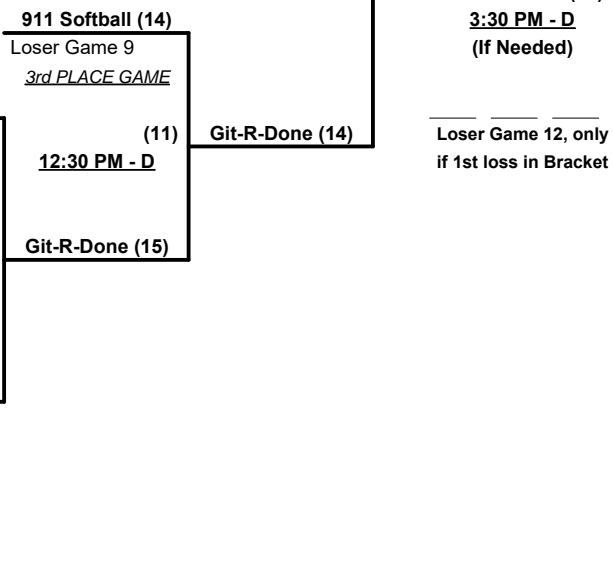 911 Softball (14)
Loser Game 9
3rd PLACE GAME
(11)
12:30 PM - D
Git-R-Done (15)
Git-R-Done (14)
3:30 PM - D
(If Needed)
Loser Game 12, only
if 1st loss in Bracket